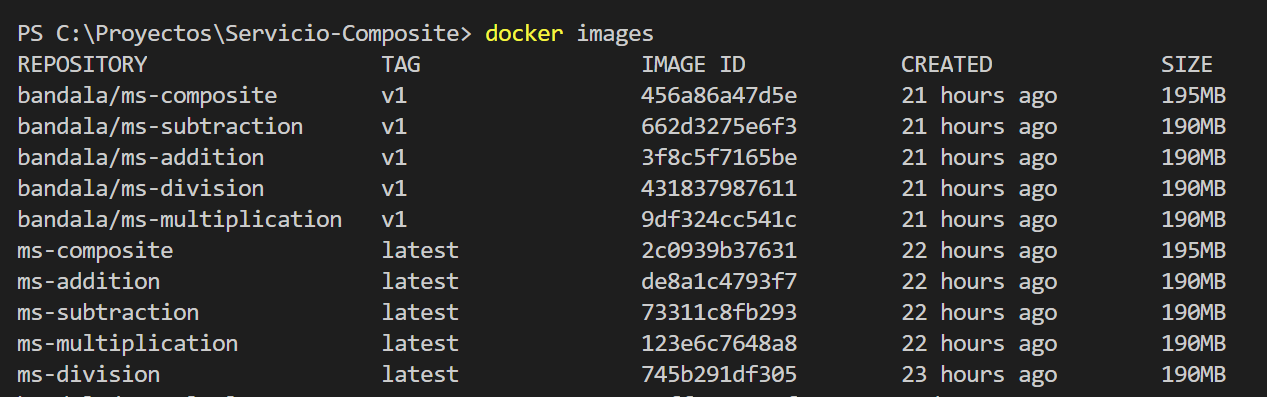 PS C:\Proyectos\Servicio-Composite> docker images
REPOSITORY TAG IMAGE ID CREATED SIZE
bandala/ms-composite v1 456a86a47d5e 21 hours ago 195MB
bandala/ms-subtraction v1 662d3275e6f3 21 hours ago 190MB
bandala/ms-addition v1 3f8c5f7165be 21 hours ago 190MB
bandala/ms-division v1 431837987611 21 hours ago 190MB
bandala/ms-multiplication v1 9df324cc541c 21 hours ago 190MB
ms-composite latest 2c0939b37631 22 hours ago 195MB
ms-addition latest de8a1c4793f7 22 hours ago 190MB
ms-subtraction latest 73311c8fb293 22 hours ago 190MB
ms-multiplication latest 123e6c7648a8 22 hours ago 190MB
ms-division latest 745b291df305 23 hours ago 190MB